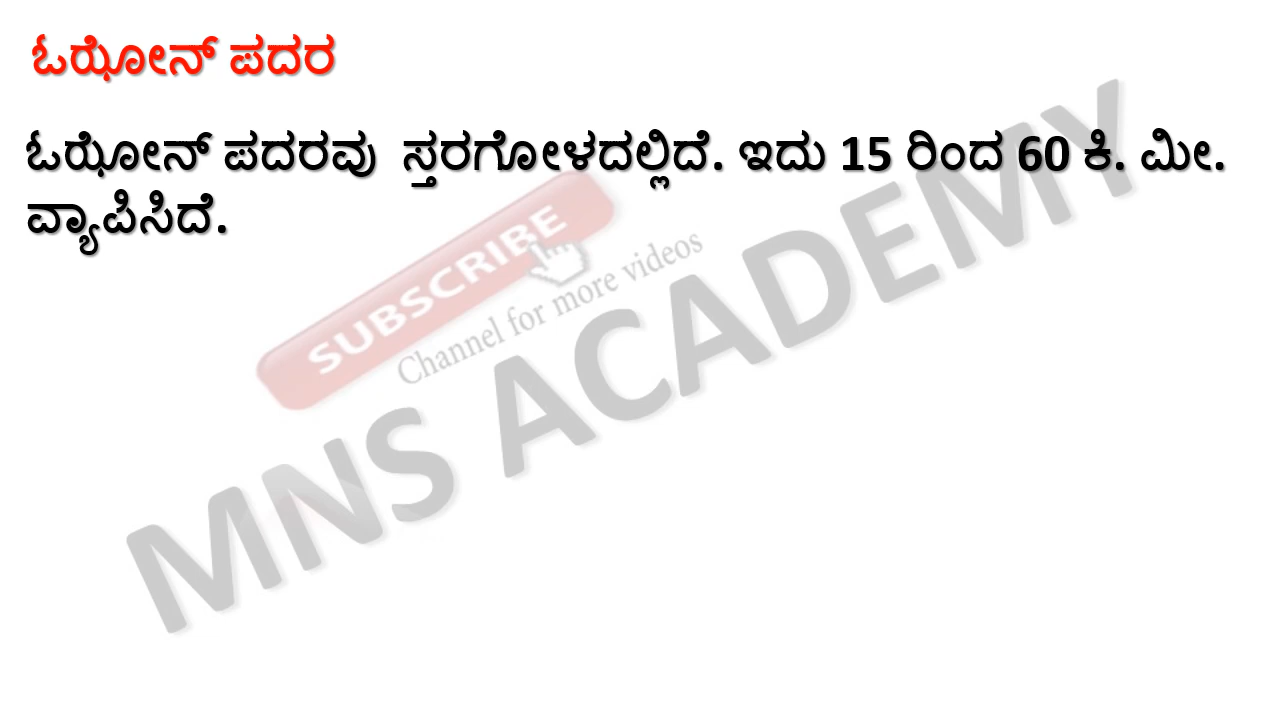 ಓಝೋನ್ ಪದರ
ಓಝೋನ್ ಪದರವು ಸ್ತರಗೋಳದಲ್ಲಿದೆ. ಇದು 15 ರಿಂದ 60 ಕಿ. ಮೀ.
ವ್ಯಾಪಿಸಿದೆ.
SUBSCRIBE
Channel for more videos
MNS ACADEMY